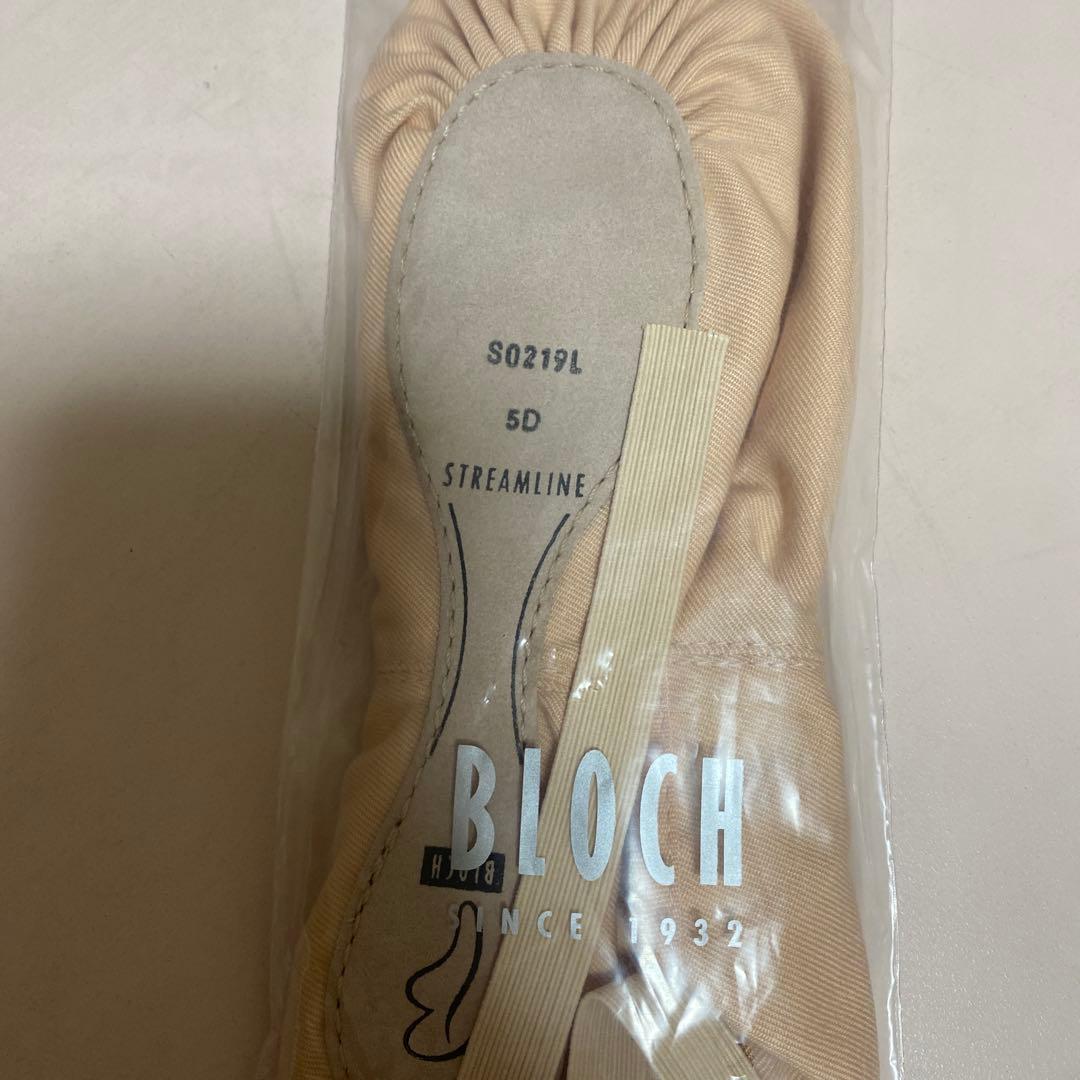 S0219L
5D
STREAMLINE
BLOCH
BLOCH
SINCE 1932